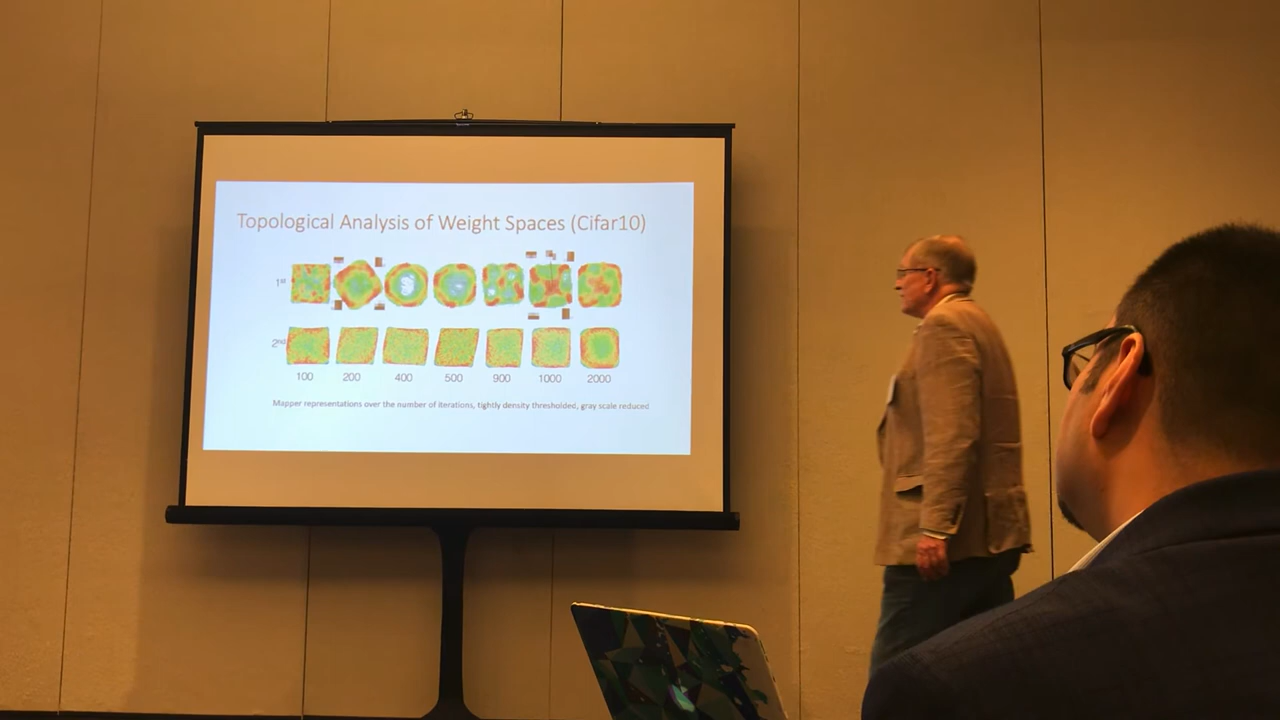 Topological Analysis of Weight Spaces (Cifar10)
1st
2nd
100 200 400 500 900 1000 2000
Mapper representations over the number of iterations, tightly density thresholded, gray scale reduced